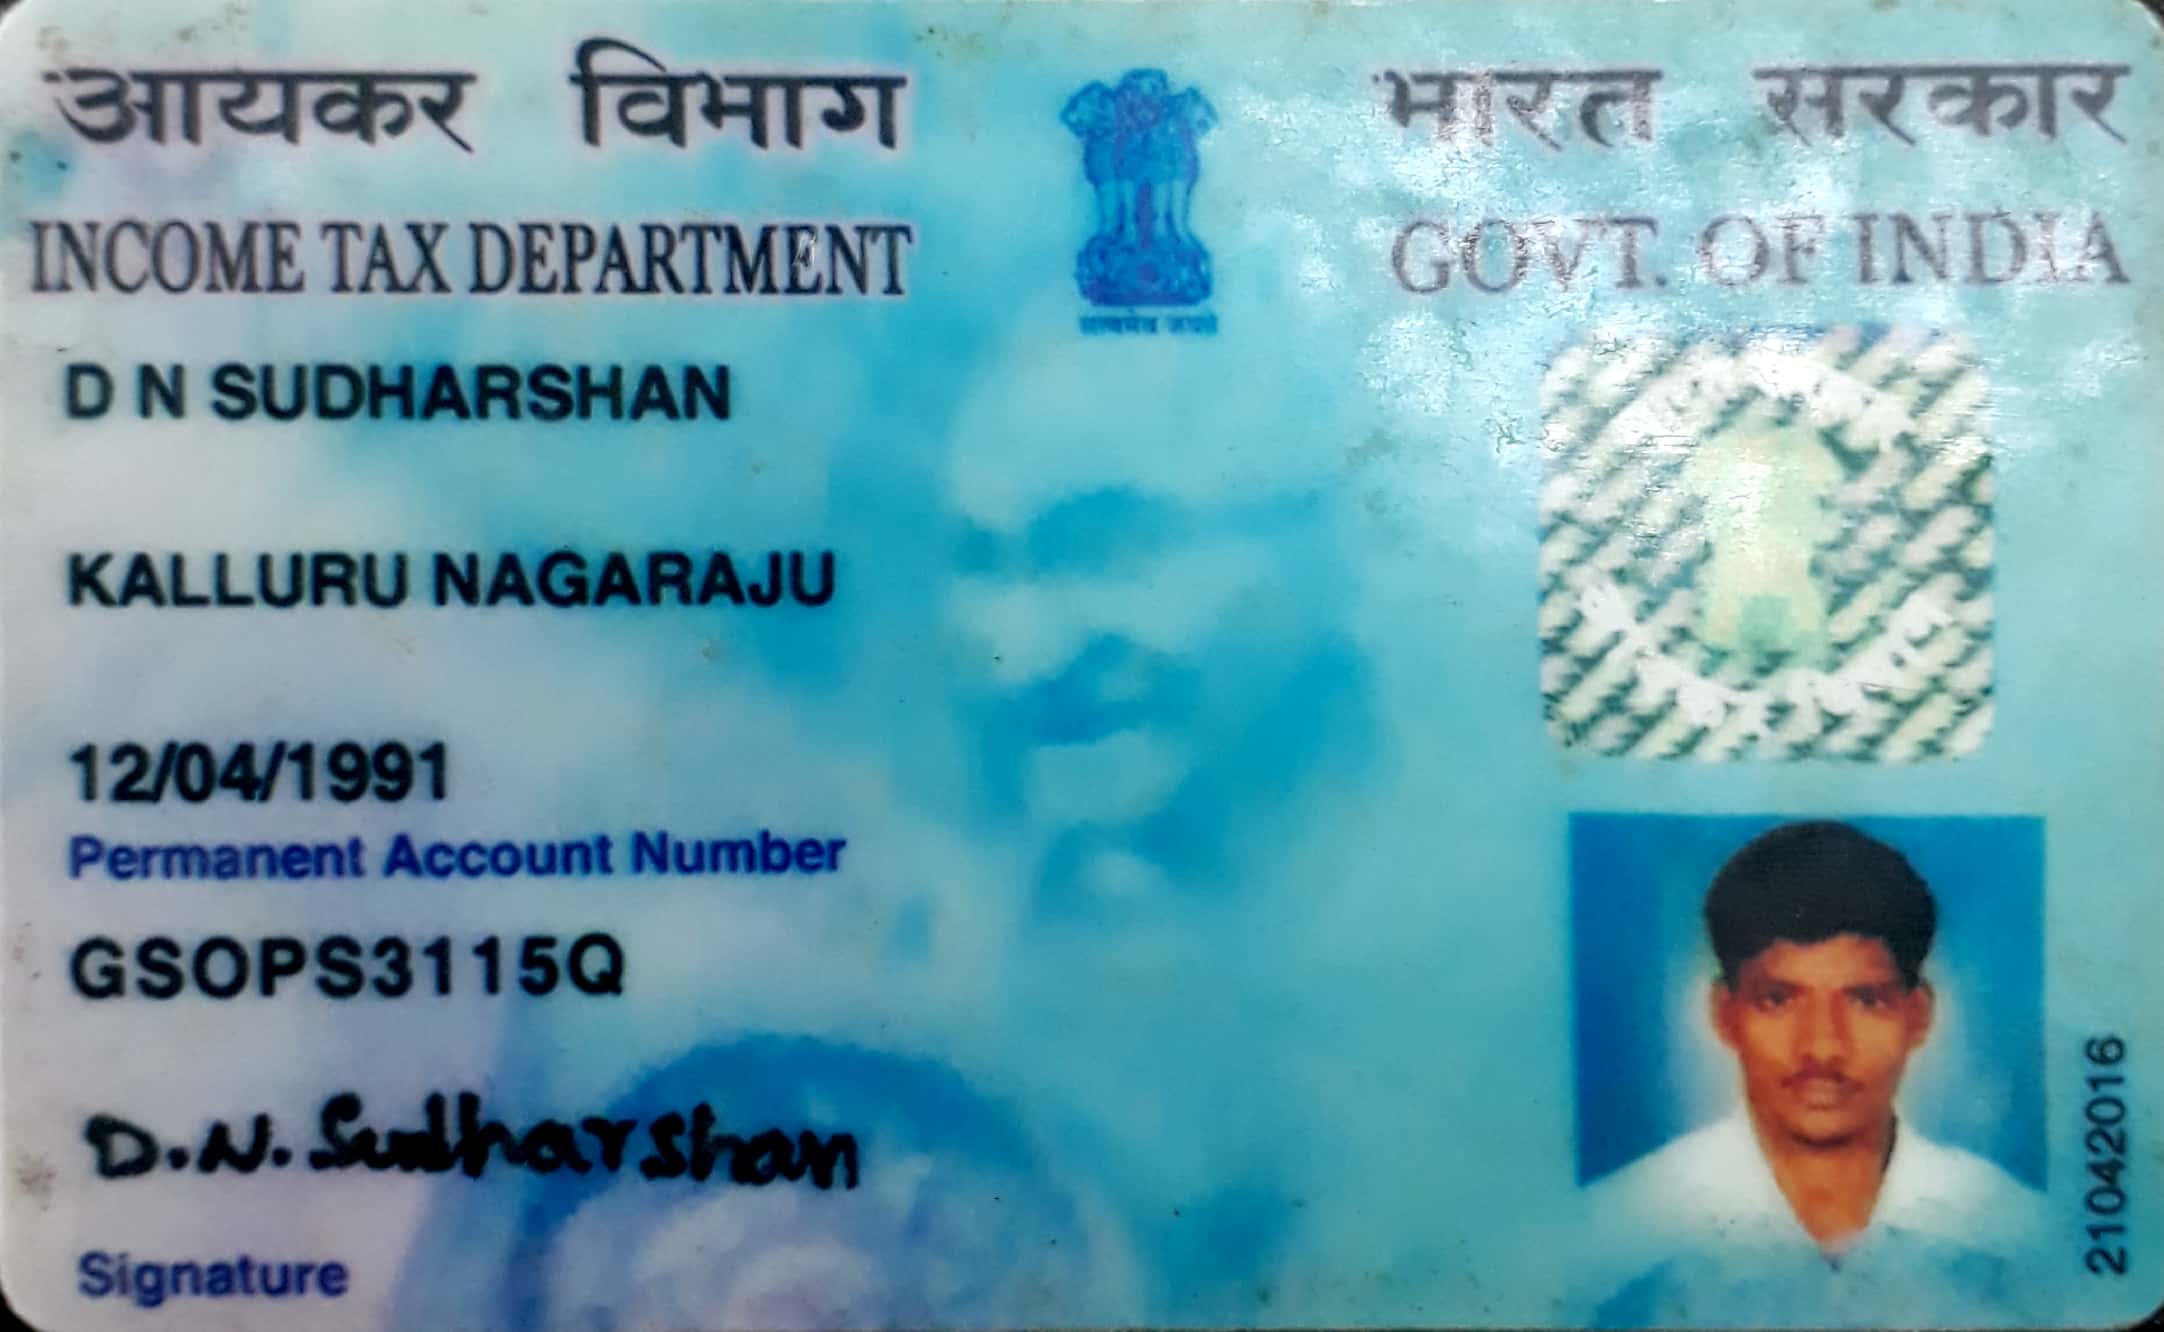 आयकर विभाग
INCOME TAX DEPARTMENT
सत्यमेव जयते
भारत सरकार
GOVT. OF INDIA
D N SUDHARSHAN
KALLURU NAGARAJU
12/04/1991
Permanent Account Number
GSOPS3115Q
D.N. Sudharshan
Signature
21042016